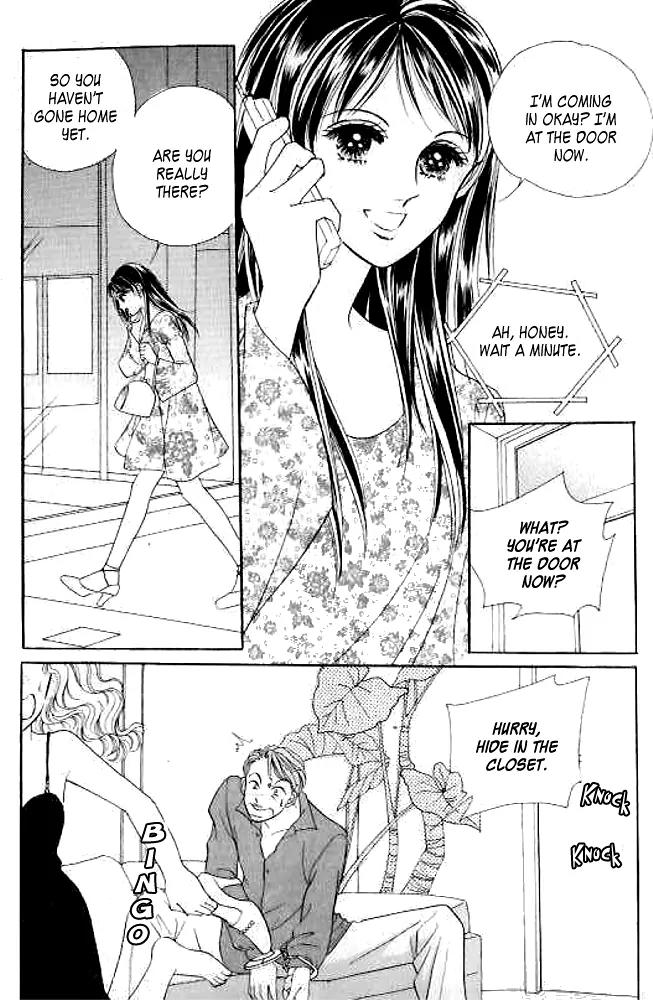 SO YOU
HAVEN'T
GONE HOME
YET.
ARE YOU
REALLY
THERE?
I'M COMING
IN OKAY? I'M
AT THE DOOR
NOW.
AH, HONEY.
WAIT A MINUTE.
WHAT?
YOU'RE AT
THE DOOR
NOW?
HURRY,
HIDE IN THE
CLOSET.
KNOCK
KNOCK
BINGO